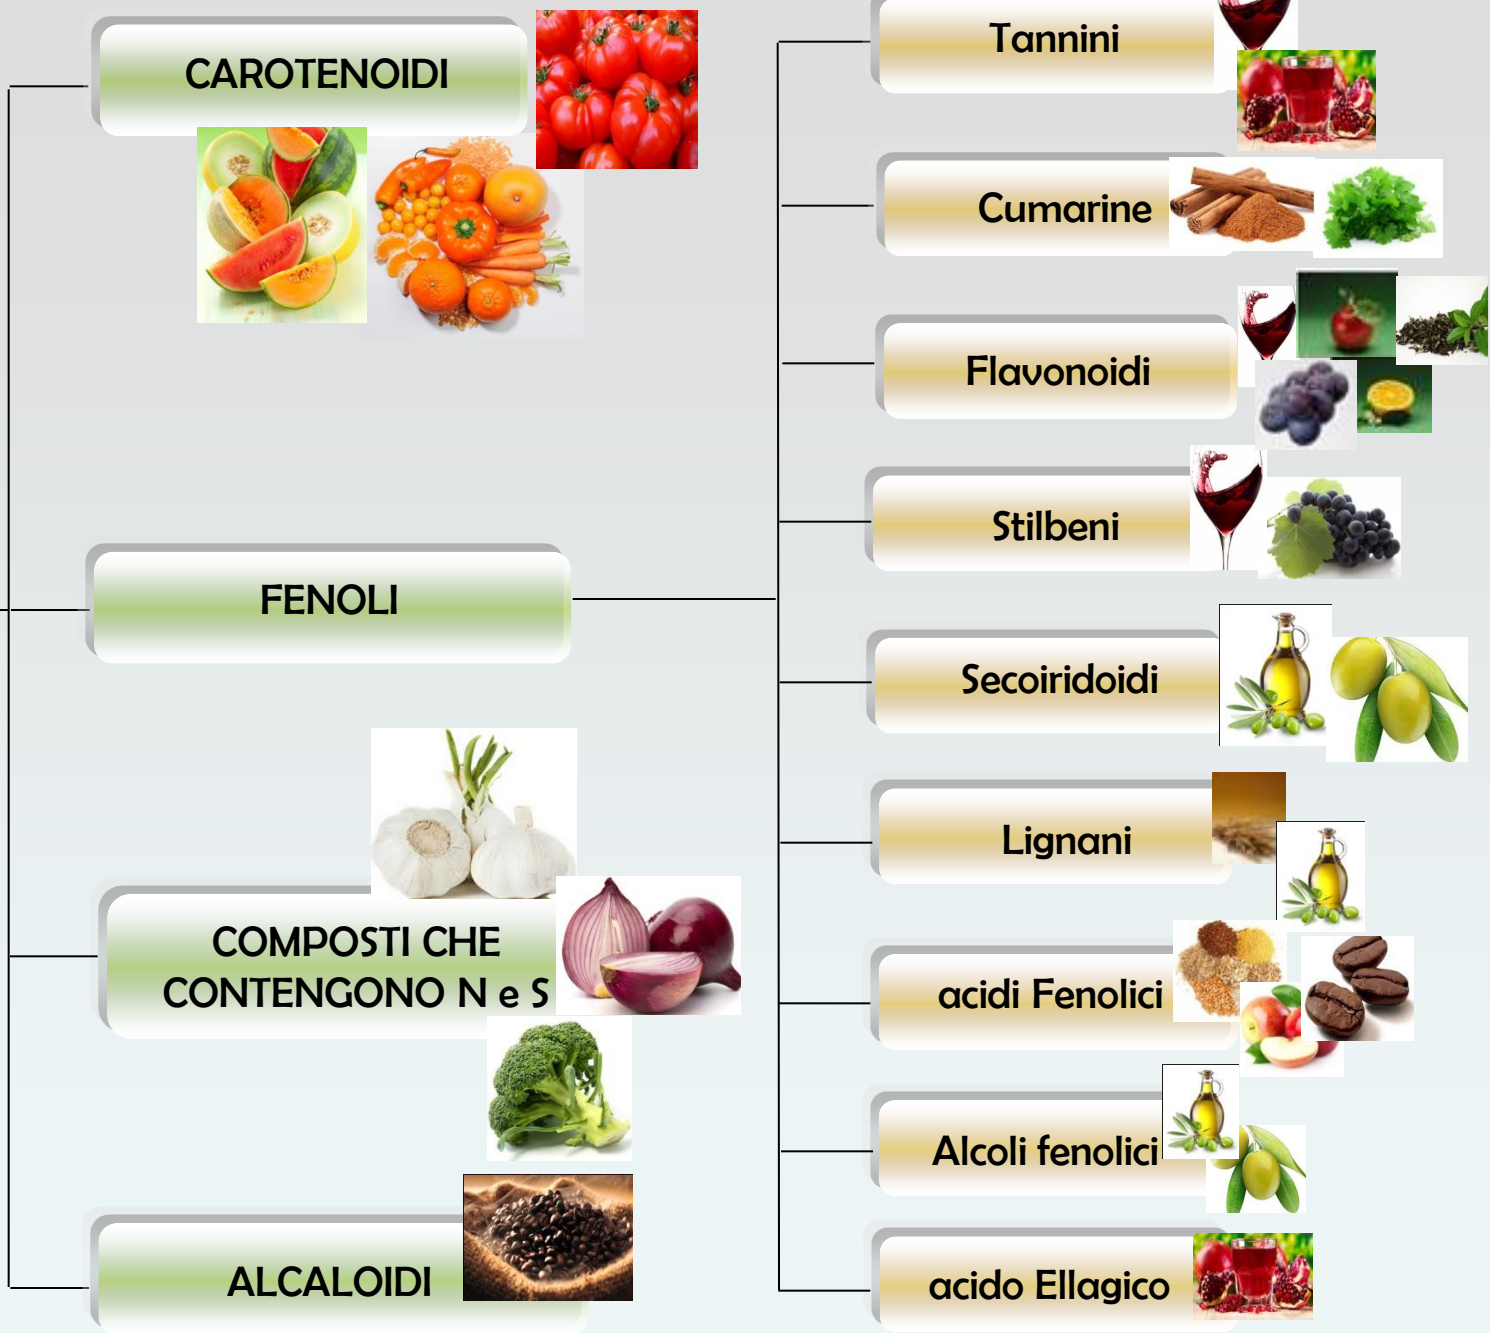 CAROTENOIDI
FENOLI
COMPOSTI CHE
CONTENGONO N e S
ALCALOIDI
Tannini
Cumarine
Flavonoidi
Stilbeni
Secoiridoidi
Lignani
acidi Fenolici
Alcoli fenolici
acido Ellagico